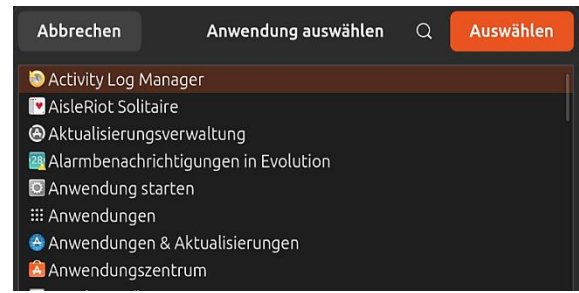 Abbrechen Anwendung auswählen Auswählen
Activity Log Manager
AisleRiot Solitaire
Aktualisierungsverwaltung
28 Alarmbenachrichtigungen in Evolution
Anwendung starten
Anwendungen
Anwendungen & Aktualisierungen
Anwendungszentrum